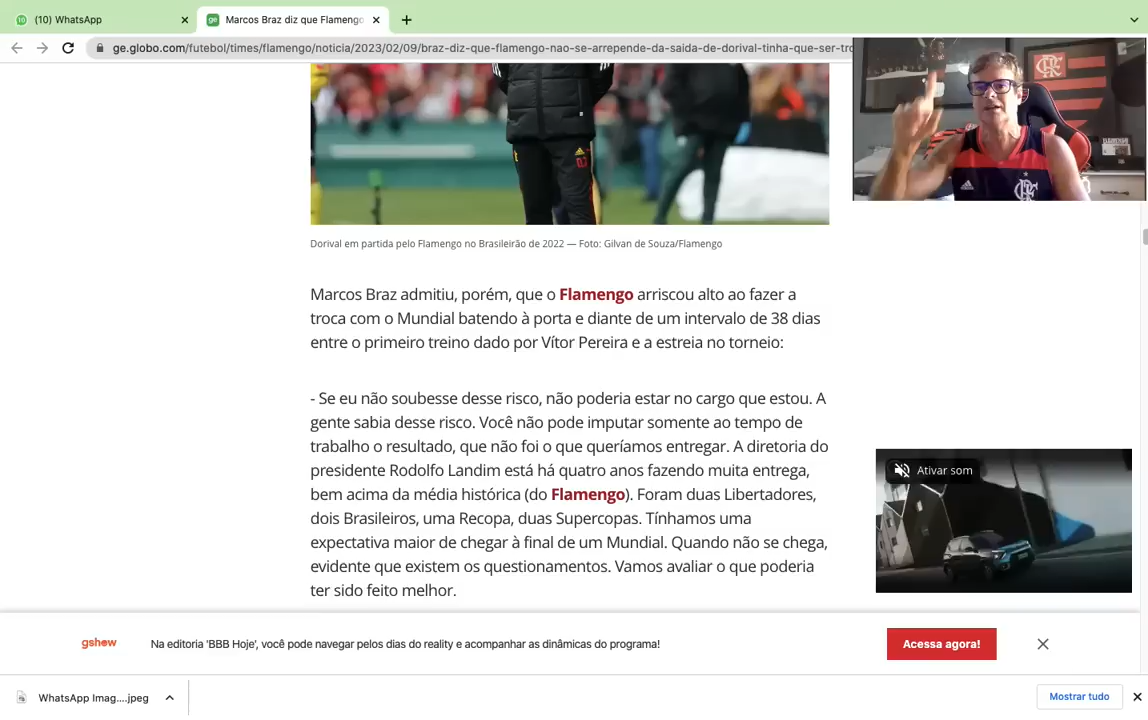 (10) WhatsApp
Marcos Braz diz que Flamengo
ge.globo.com/futebol/times/flamengo/noticia/2023/02/09/braz-diz-que-flamengo-nao-se-arrepende-da-saida-de-dorival-tinha-que-ser-tro
Dorival em partida pelo Flamengo no Brasileirão de 2022 — Foto: Gilvan de Souza/Flamengo
Marcos Braz admitiu, porém, que o Flamengo arriscou alto ao fazer a
troca com o Mundial batendo à porta e diante de um intervalo de 38 dias
entre o primeiro treino dado por Vítor Pereira e a estreia no torneio:
- Se eu não soubesse desse risco, não poderia estar no cargo que estou. A
gente sabia desse risco. Você não pode imputar somente ao tempo de
trabalho o resultado, que não foi o que queríamos entregar. A diretoria do
presidente Rodolfo Landim está há quatro anos fazendo muita entrega,
bem acima da média histórica (do Flamengo). Foram duas Libertadores,
dois Brasileiros, uma Recopa, duas Supercopas. Tínhamos uma
expectativa maior de chegar à final de um Mundial. Quando não se chega,
evidente que existem os questionamentos. Vamos avaliar o que poderia
ter sido feito melhor.
Ativar som
gshow
Na editoria 'BBB Hoje', você pode navegar pelos dias do reality e acompanhar as dinâmicas do programa!
Acessa agora!
WhatsApp Imag....jpeg
Mostrar tudo